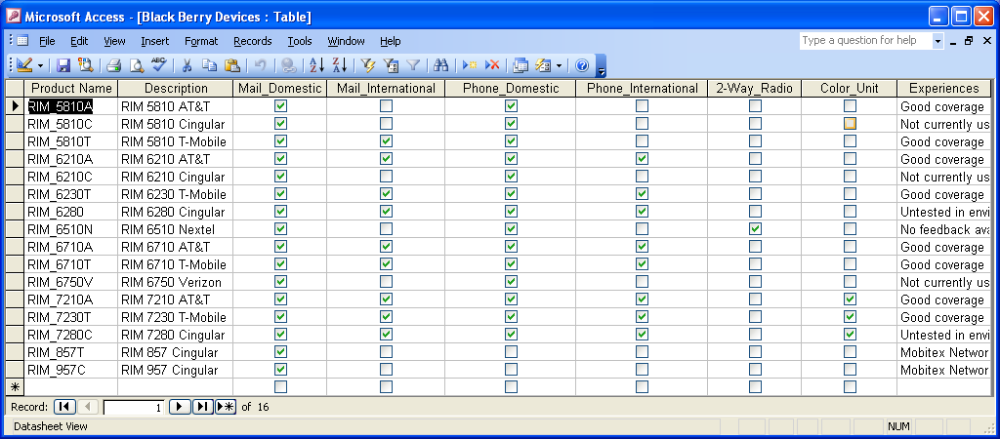 Microsoft Access - [Black Berry Devices : Table]
File Edit View Insert Format Records Tools Window Help Type a question for help
Product Name Description Mail_Domestic Mail_International Phone_Domestic Phone_International 2-Way_Radio Color_Unit Experiences
RIM_5810A RIM 5810 AT&T Good coverage
RIM_5810C RIM 5810 Cingular Not currently us
RIM_5810T RIM 5810 T-Mobile Good coverage
RIM_6210A RIM 6210 AT&T Good coverage
RIM_6210C RIM 6210 Cingular Not currently us
RIM_6230T RIM 6230 T-Mobile Good coverage
RIM_6280 RIM 6280 Cingular Untested in envi
RIM_6510N RIM 6510 Nextel No feedback ava
RIM_6710A RIM 6710 AT&T Good coverage
RIM_6710T RIM 6710 T-Mobile Good coverage
RIM_6750V RIM 6750 Verizon Not currently us
RIM_7210A RIM 7210 AT&T Good coverage
RIM_7230T RIM 7230 T-Mobile Good coverage
RIM_7280C RIM 7280 Cingular Untested in envi
RIM_857T RIM 857 Cingular Mobitex Networ
RIM_957C RIM 957 Cingular Mobitex Networ
Record: 1 of 16
Datasheet View NUM